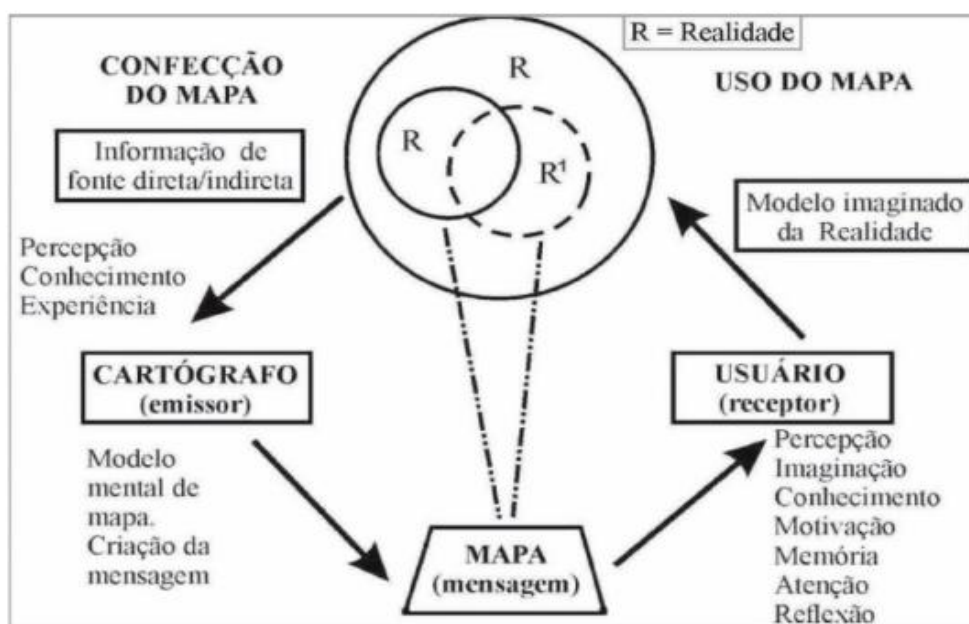 R = Realidade
CONFECÇÃO
DO MAPA
R
USO DO MAPA
Informação de
fonte direta/indireta
R
R¹
Modelo imaginado
da Realidade
Percepção
Conhecimento
Experiência
CARTÓGRAFO
(emissor)
USUÁRIO
(receptor)
Modelo
mental de
mapa.
Criação da
mensagem
MAPA
(mensagem)
Percepção
Imaginação
Conhecimento
Motivação
Memória
Atenção
Reflexão